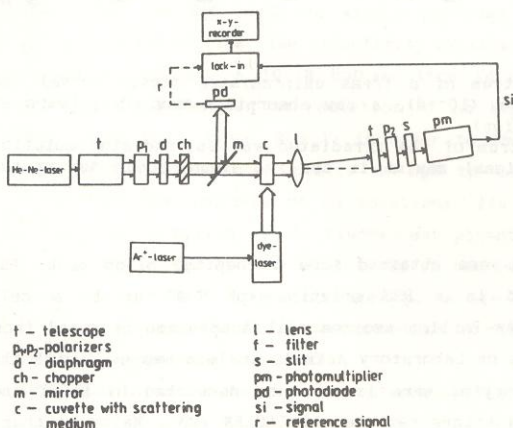 x-y-
recorder
lock-in
r
pd
si
p₁
d
ch
m
l
t
p₂
s
pm
He-Ne-laser
Ar⁺-laser
dye-
laser
t - telescope
p₁,p₂-polarizers
d - diaphragm
ch - chopper
m - mirror
c - cuvette with scattering
medium
l - lens
f - filter
s - slit
pm - photomultiplier
pd - photodiode
si - signal
r - reference signal